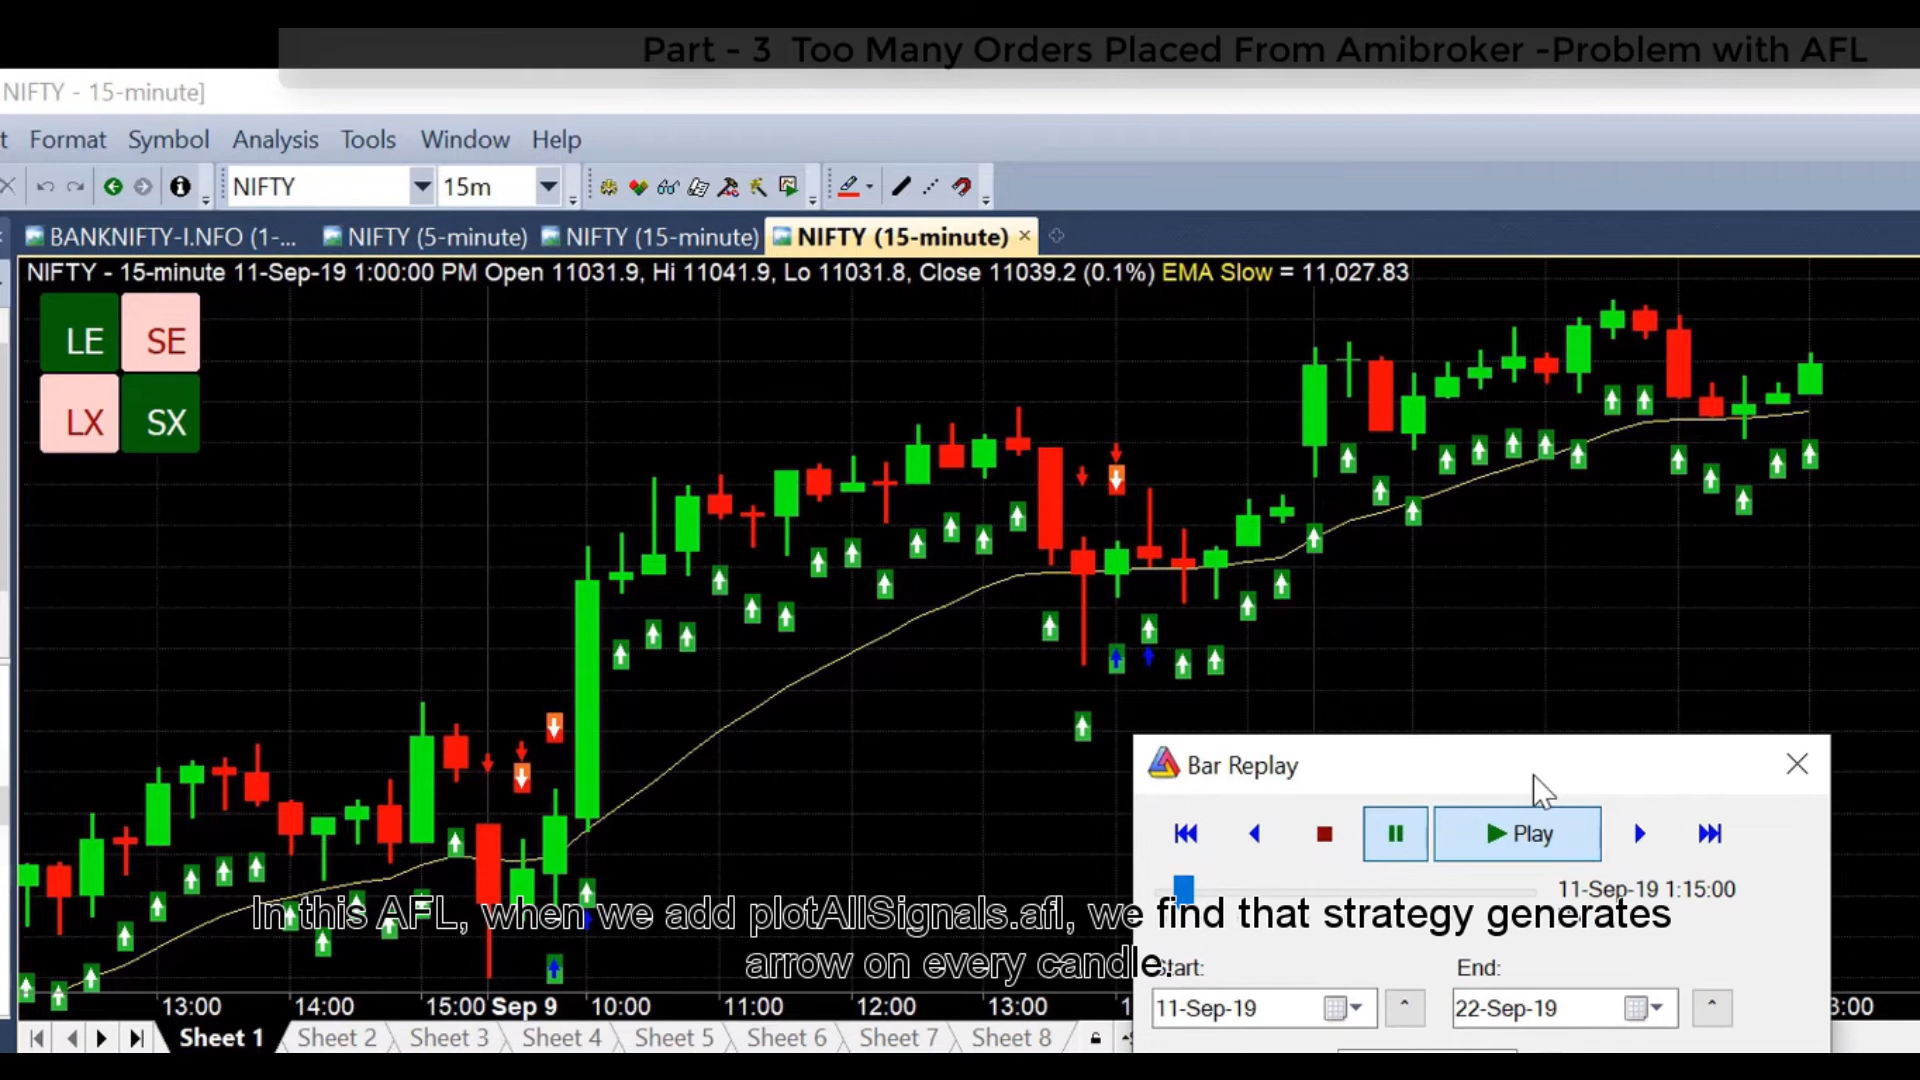 Part - 3 Too Many Orders Placed From Amibroker -Problem with AFL
NIFTY - 15-minute]
t Format Symbol Analysis Tools Window Help
NIFTY 15m
BANKNIFTY-I.NFO (1-... NIFTY (5-minute) NIFTY (15-minute) NIFTY (15-minute)
NIFTY - 15-minute 11-Sep-19 1:00:00 PM Open 11031.9, Hi 11041.9, Lo 11031.8, Close 11039.2 (0.1%) EMA Slow = 11,027.83
LE SE
LX SX
Bar Replay
Play
11-Sep-19 1:15:00
In this AFL, when we add plotAllSignals.afl, we find that strategy generates
arrow on every candle.
Start: End:
11-Sep-19 22-Sep-19
13:00 14:00 15:00 Sep 9 10:00 11:00 12:00 13:00
Sheet 1 Sheet 2 Sheet 3 Sheet 4 Sheet 5 Sheet 6 Sheet 7 Sheet 8